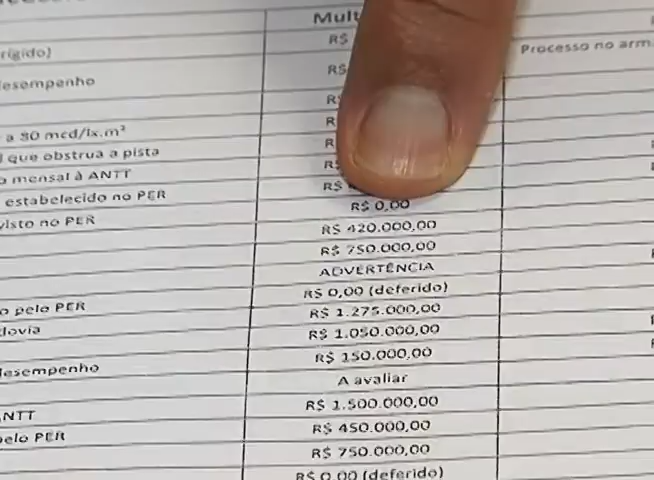 Mult
rigido) R$ Processo no arm.
desempenho R$
R$
a 80 mcd/lx.m² R
que obstrua a pista R
o mensal à ANTT R$
estabelecido no PER R$
visto no PER R$ 0,00
R$ 420.000,00
R$ 750.000,00
ADVERTÊNCIA
R$ 0,00 (deferido)
o pelo PER R$ 1.275.000,00
dovia R$ 1.050.000,00
R$ 150.000,00
desempenho A avaliar
ANTT R$ 1.500.000,00
pelo PER R$ 450.000,00
R$ 750.000,00
R$ 0,00 (deferido)